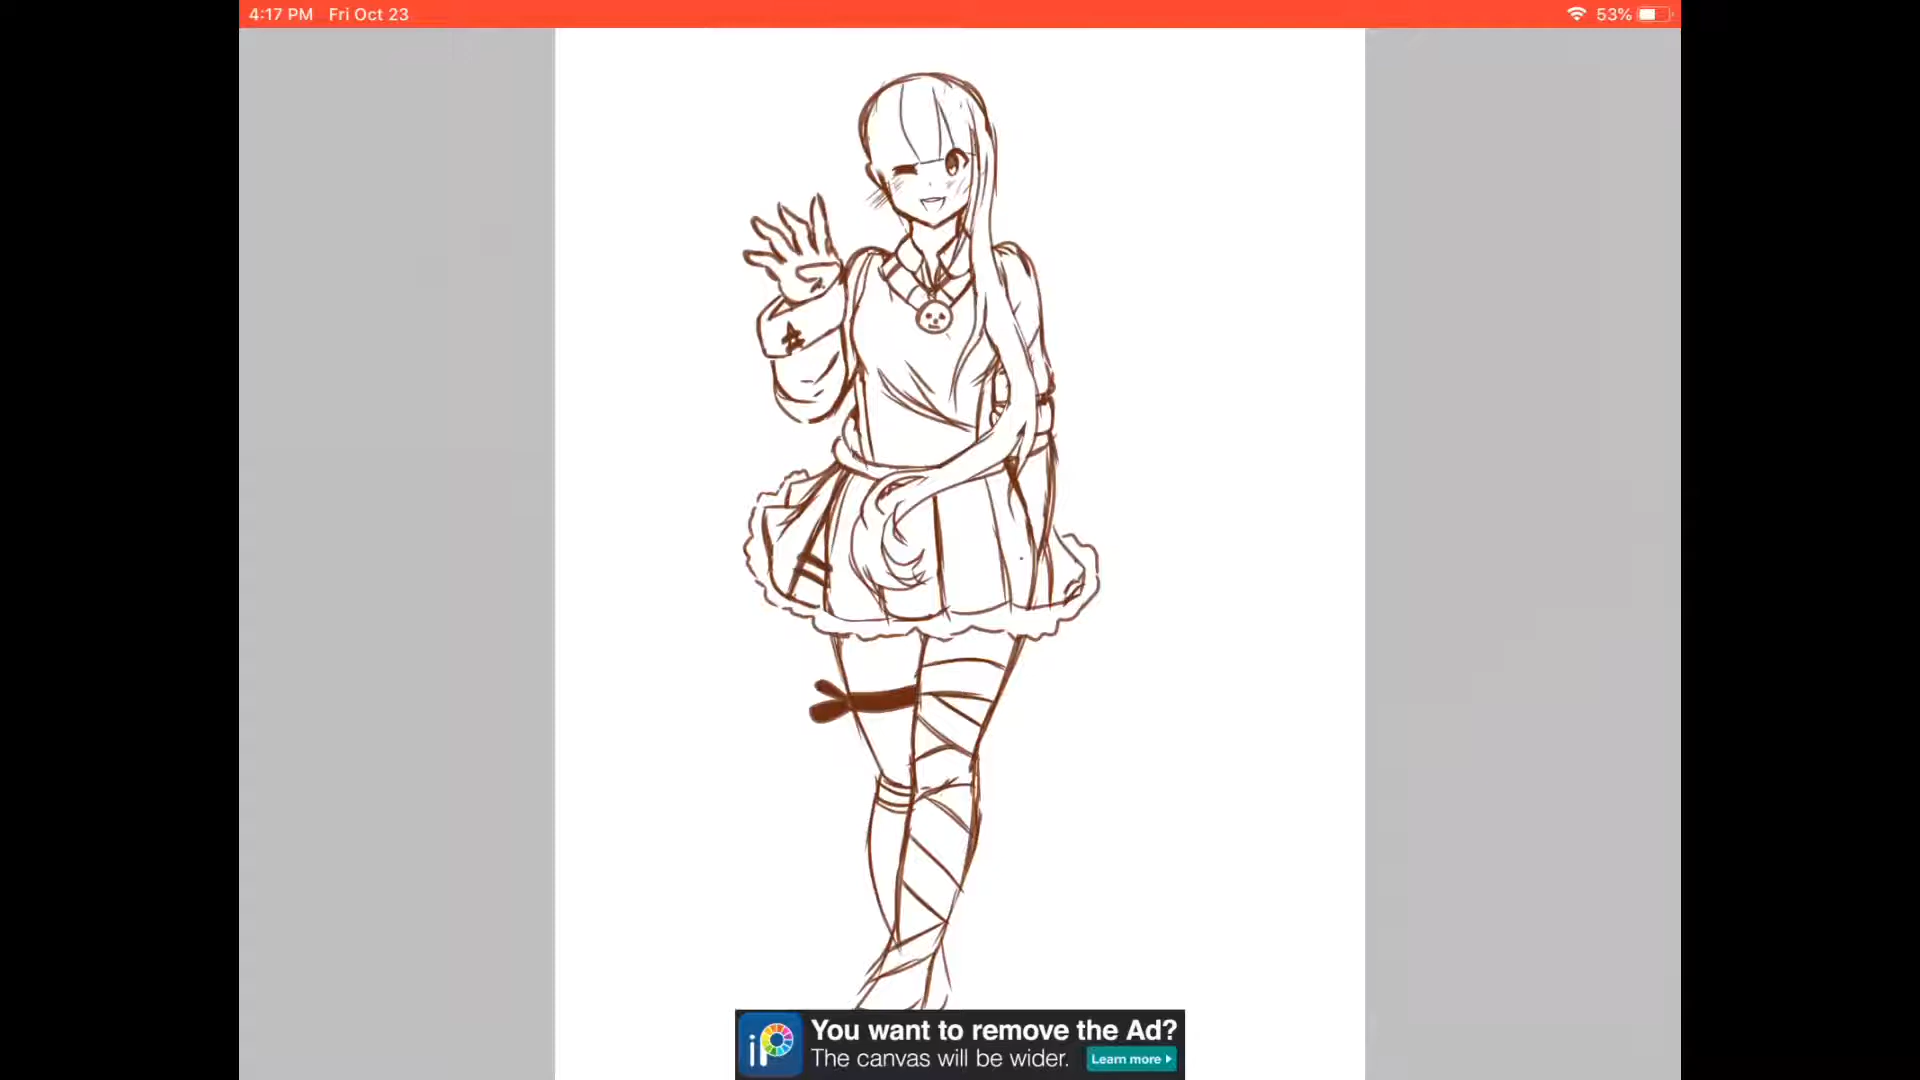 4:17 PM Fri Oct 23
53%
iP
You want to remove the Ad?
The canvas will be wider.
Learn more